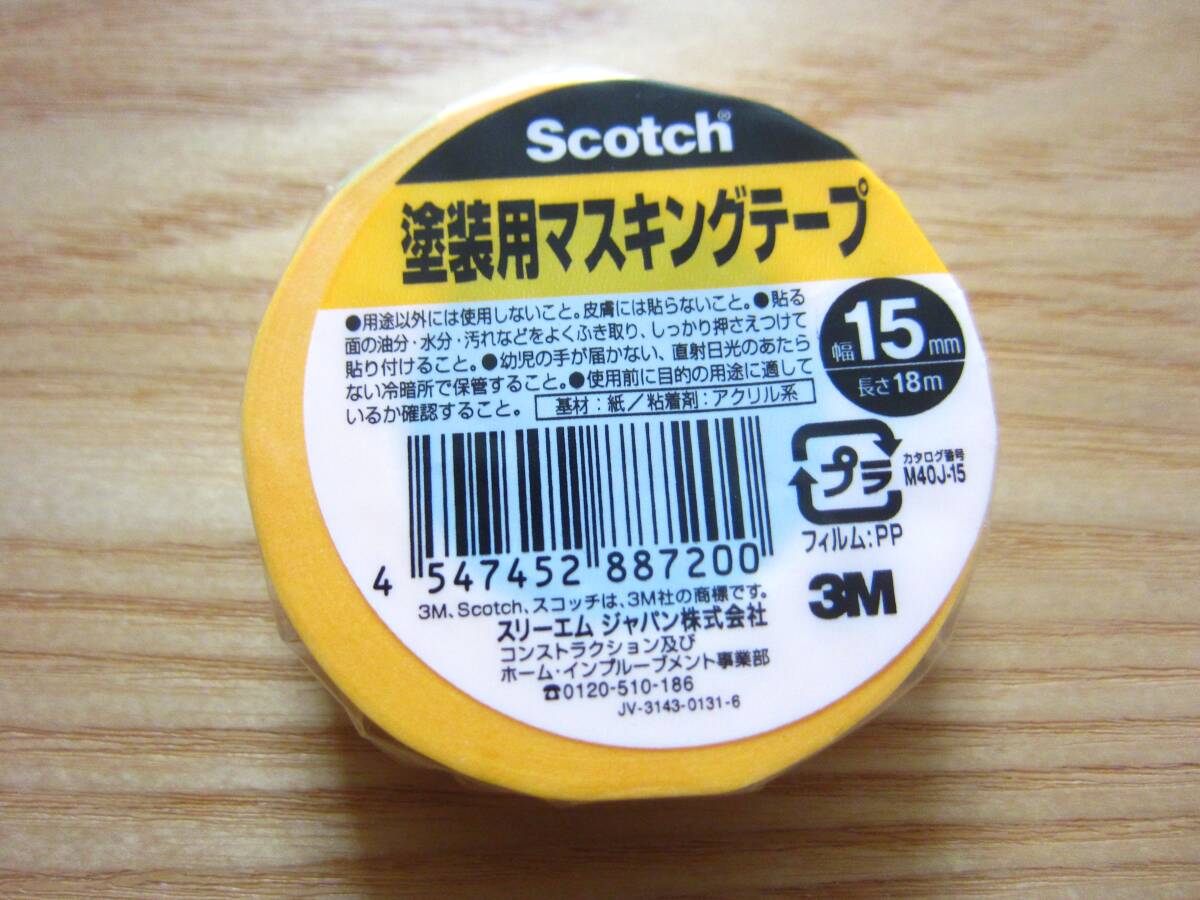 Scotch®
塗装用マスキングテープ
●用途以外には使用しないこと。皮膚には貼らないこと。●貼る
面の油分・水分・汚れなどをよくふき取り、しっかり押さえつけて
貼り付けること。●幼児の手が届かない、直射日光のあたら
ない冷暗所で保管すること。●使用前に目的の用途に適して
いるか確認すること。
基材:紙/粘着剤:アクリル系
幅15mm
長さ18m
プラ
カタログ番号
M40J-15
フィルム:PP
3M
4 547452 887200
3M、Scotch、スコッチは、3M社の商標です。
スリーエム ジャパン株式会社
コンストラクション及び
ホーム・インプルーブメント事業部
☎0120-510-186
JV-3143-0131-6